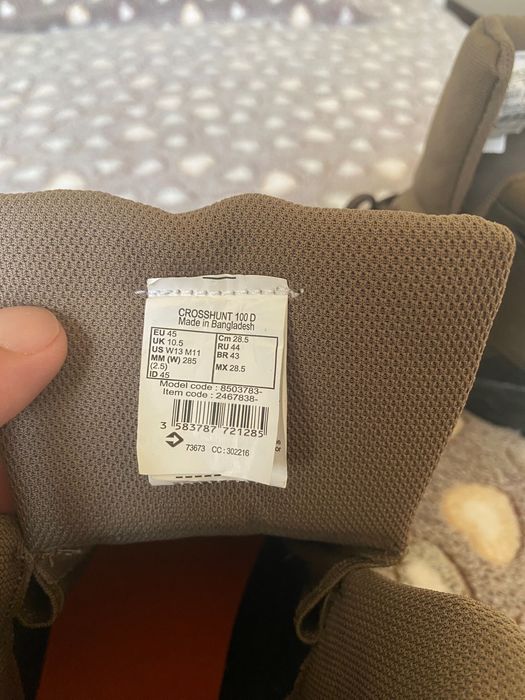 CROSSHUNT 100 D
Made in Bangladesh
EU 45
UK 10.5
US W13 M11
MM (W) 285
(2.5)
ID 45
Cm 28.5
RU 44
BR 43
MX 28.5
Model code : 8503783-
Item code : 2467838-
3 583787 721285
73673 CC : 302216